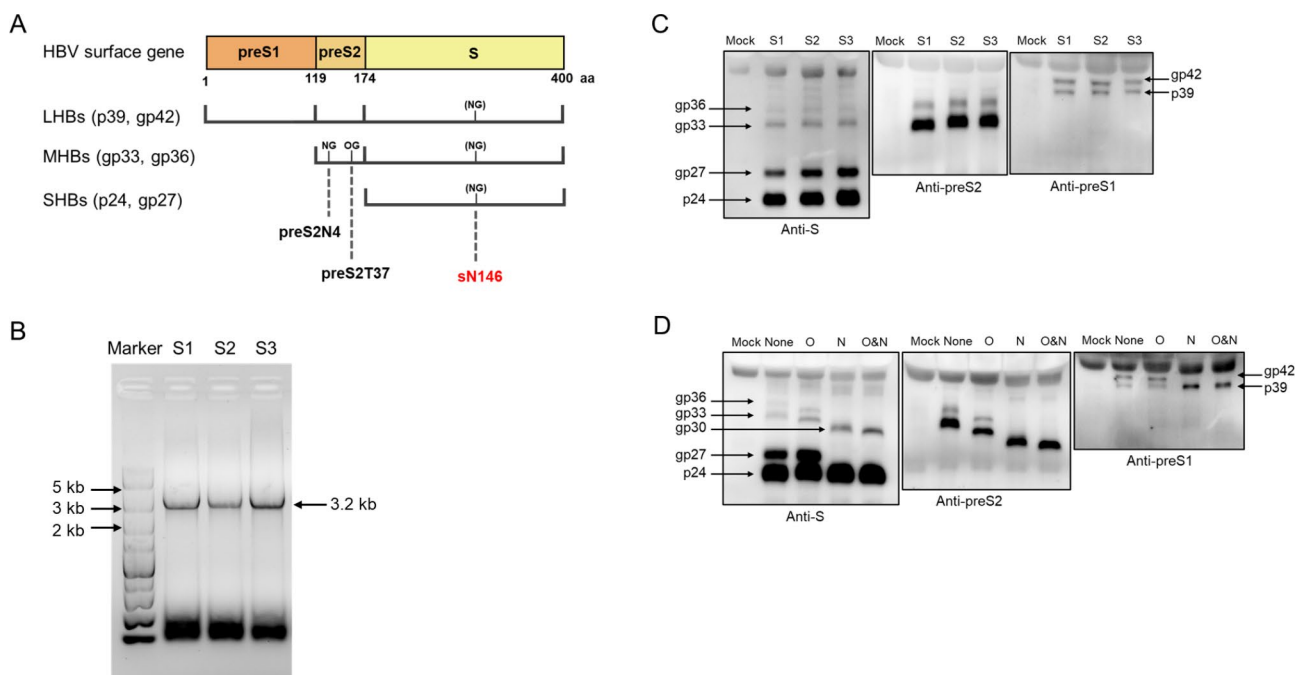 A
HBV surface gene
preS1 preS2 S
1 119 174 400 aa
LHBs (p39, gp42)
(NG)
MHBs (gp33, gp36)
NG OG (NG)
SHBs (p24, gp27)
(NG)
preS2N4
preS2T37 sN146
B
Marker S1 S2 S3
5 kb
3 kb
2 kb
3.2 kb
C
Mock S1 S2 S3
gp36
gp33
gp27
p24
Anti-S
Mock S1 S2 S3
Anti-preS2
Mock S1 S2 S3
gp42
p39
Anti-preS1
D
Mock None O N O&N
gp36
gp33
gp30
gp27
p24
Anti-S
Mock None O N O&N
Anti-preS2
Mock None O N O&N
gp42
p39
Anti-preS1